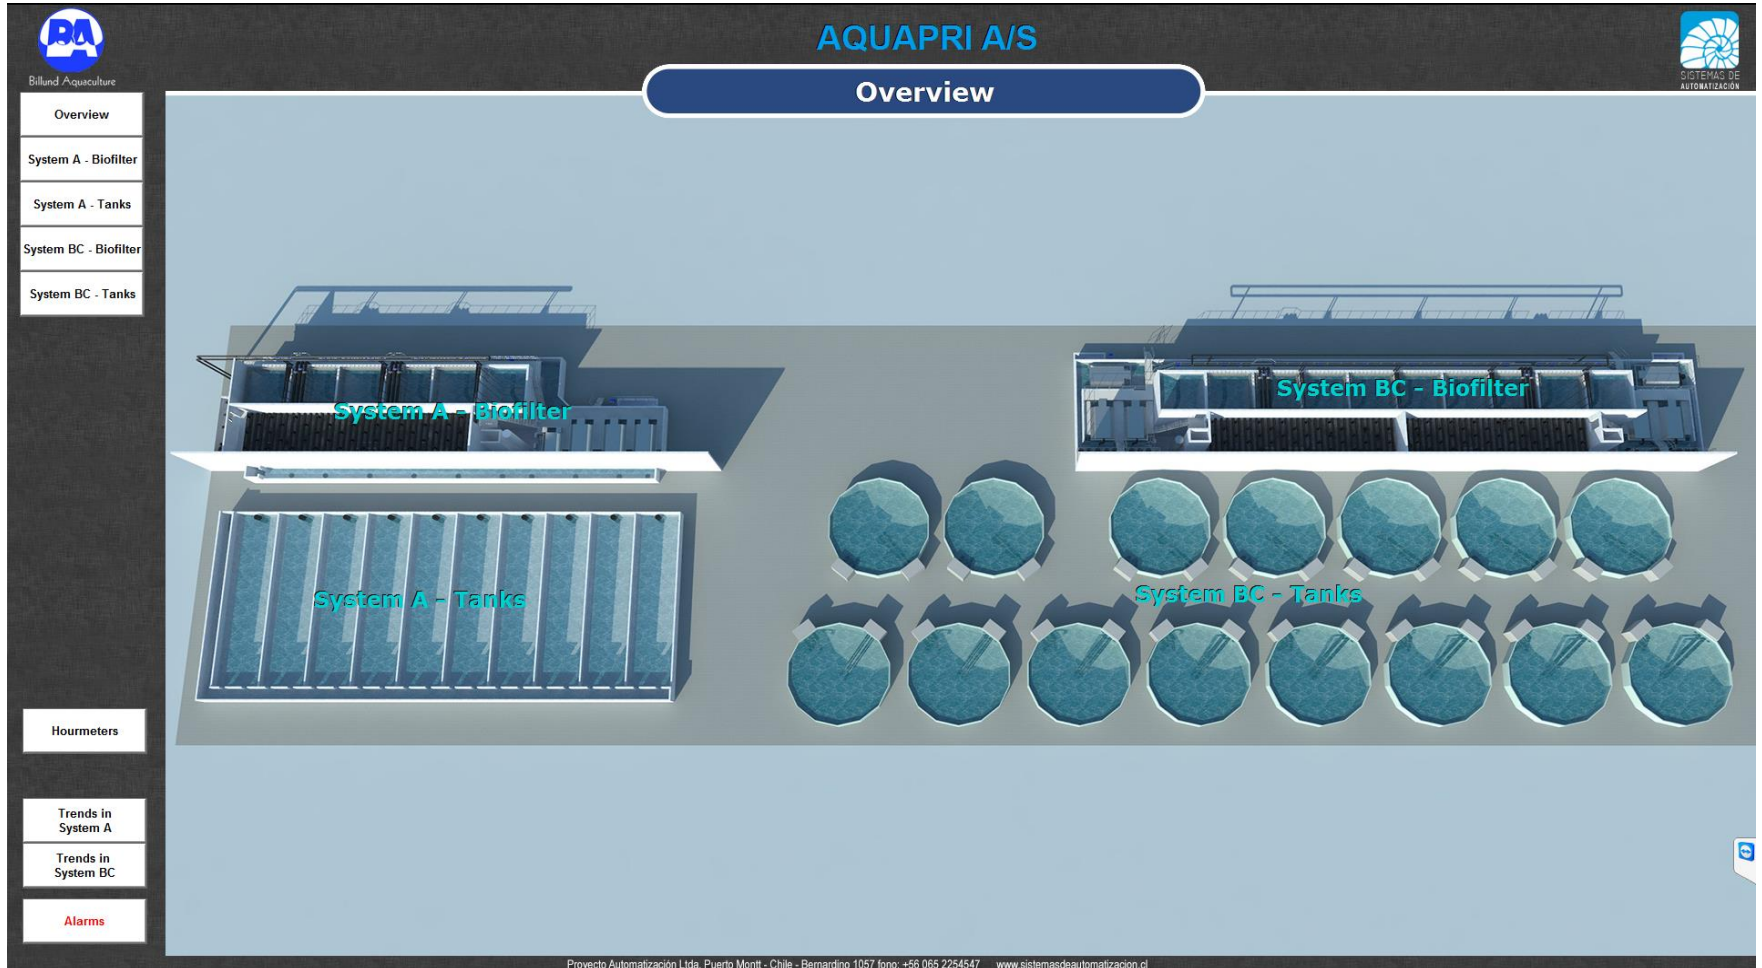 BA
Billund Aquaculture
AQUAPRI A/S
SISTEMAS DE
AUTOMATIZACIÓN
Overview
Overview
System A - Biofilter
System A - Tanks
System BC - Biofilter
System BC - Tanks
System A - Biofilter
System BC - Biofilter
System A - Tanks
System BC - Tanks
Hourmeters
Trends in
System A
Trends in
System BC
Alarms
Proyecto Automatización Ltda. Puerto Montt - Chile - Bernardino 1057 fono: +56 065 2254547 www.sistemasdeautomatizacion.cl